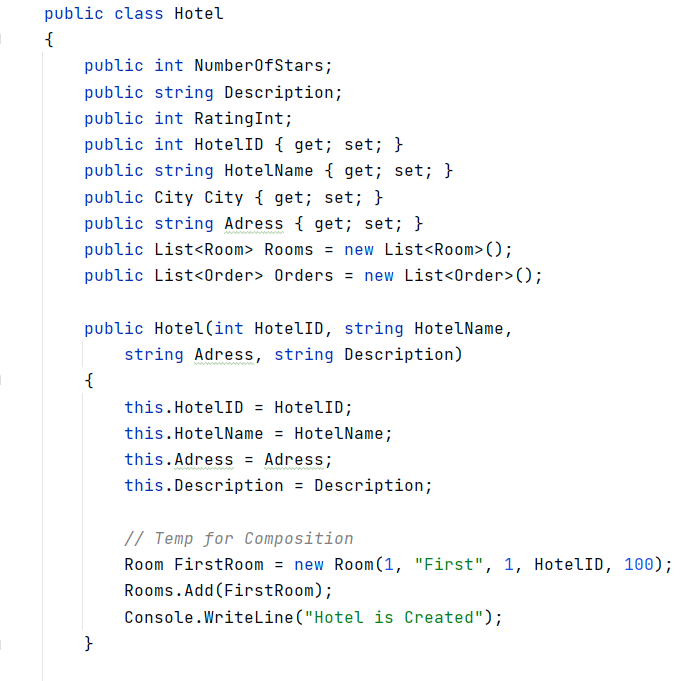 public class Hotel
{
    public int NumberOfStars;
    public string Description;
    public int RatingInt;
    public int HotelID { get; set; }
    public string HotelName { get; set; }
    public City City { get; set; }
    public string Adress { get; set; }
    public List<Room> Rooms = new List<Room>();
    public List<Order> Orders = new List<Order>();

    public Hotel(int HotelID, string HotelName,
        string Adress, string Description)
    {
        this.HotelID = HotelID;
        this.HotelName = HotelName;
        this.Adress = Adress;
        this.Description = Description;

        // Temp for Composition
        Room FirstRoom = new Room(1, "First", 1, HotelID, 100);
        Rooms.Add(FirstRoom);
        Console.WriteLine("Hotel is Created");
    }